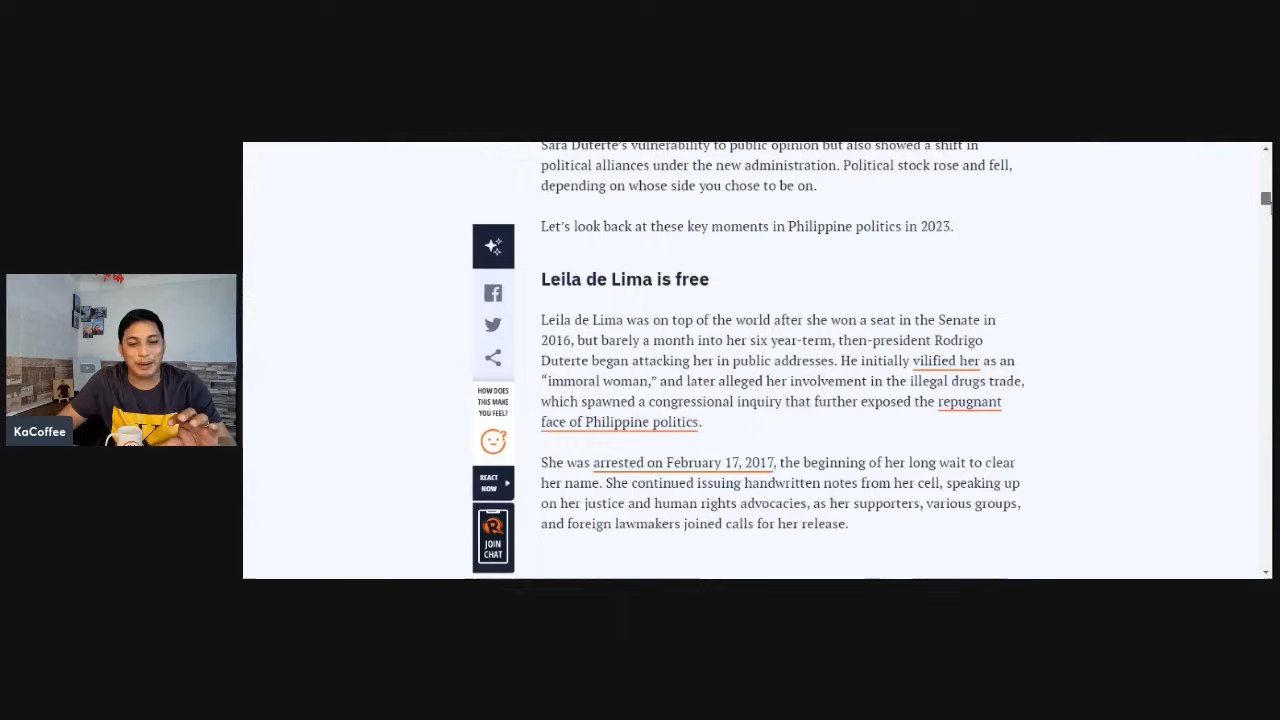 Sara Duterte’s vulnerability to public opinion but also showed a shift in
political alliances under the new administration. Political stock rose and fell,
depending on whose side you chose to be on.
Let’s look back at these key moments in Philippine politics in 2023.
Leila de Lima is free
Leila de Lima was on top of the world after she won a seat in the Senate in
2016, but barely a month into her six year-term, then-president Rodrigo
Duterte began attacking her in public addresses. He initially vilified her as an
“immoral woman,” and later alleged her involvement in the illegal drugs trade,
which spawned a congressional inquiry that further exposed the repugnant
face of Philippine politics.
She was arrested on February 17, 2017, the beginning of her long wait to clear
her name. She continued issuing handwritten notes from her cell, speaking up
on her justice and human rights advocacies, as her supporters, various groups,
and foreign lawmakers joined calls for her release.
HOW DOES
THIS MAKE
YOU FEEL?
REACT
NOW
R
JOIN
CHAT
KaCoffee